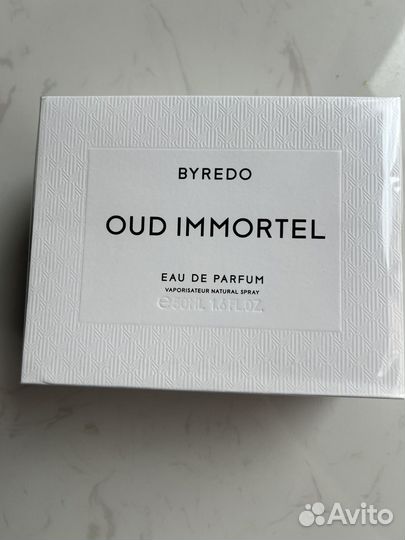 BYREDO
OUD IMMORTEL
EAU DE PARFUM
VAPORISATEUR NATURAL SPRAY
℮50ML 1.6FL.OZ.
Avito